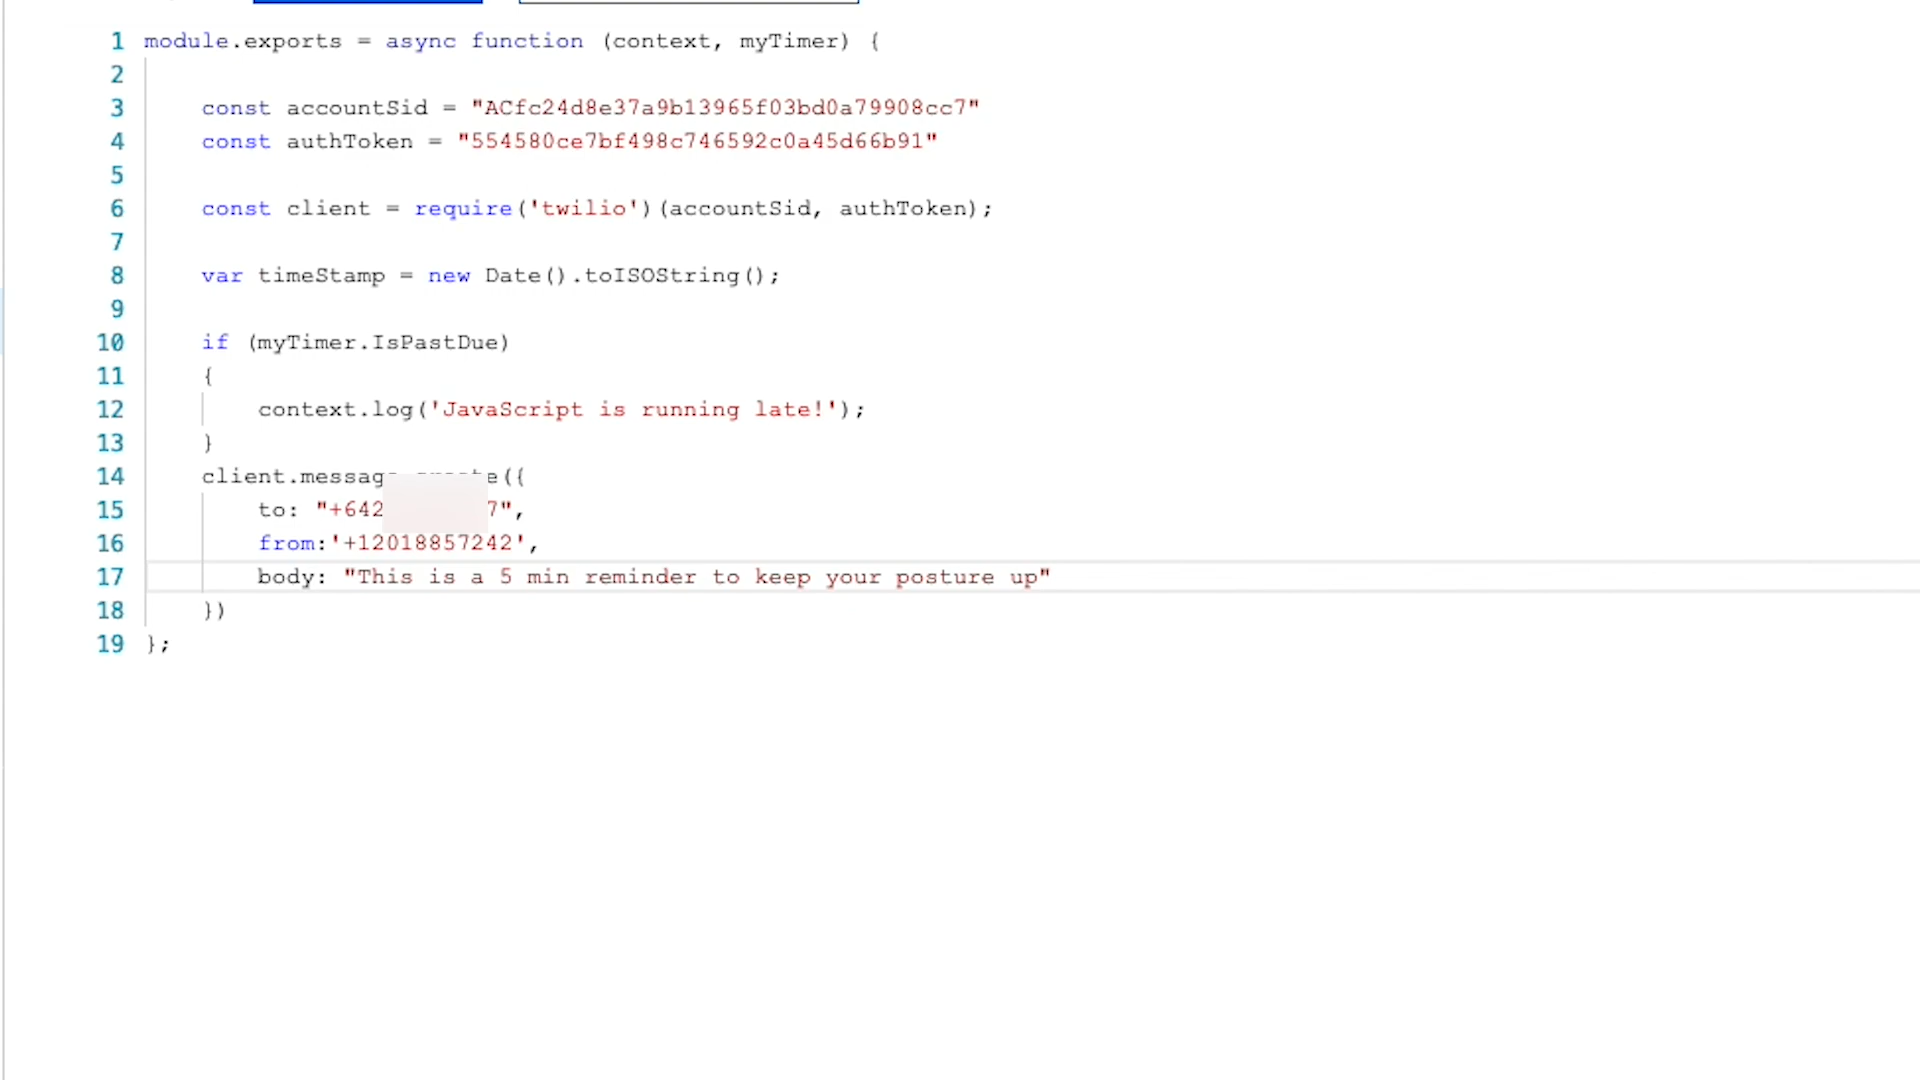 1 module.exports = async function (context, myTimer) {
2
3 const accountSid = "ACfc24d8e37a9b13965f03bd0a79908cc7"
4 const authToken = "554580ce7bf498c746592c0a45d66b91"
5
6 const client = require('twilio')(accountSid, authToken);
7
8 var timeStamp = new Date().toISOString();
9
10 if (myTimer.IsPastDue)
11 {
12 context.log('JavaScript is running late!');
13 }
14 client.messag e({
15 to: "+642 7",
16 from:'+12018857242',
17 body: "This is a 5 min reminder to keep your posture up"
18 })
19 };